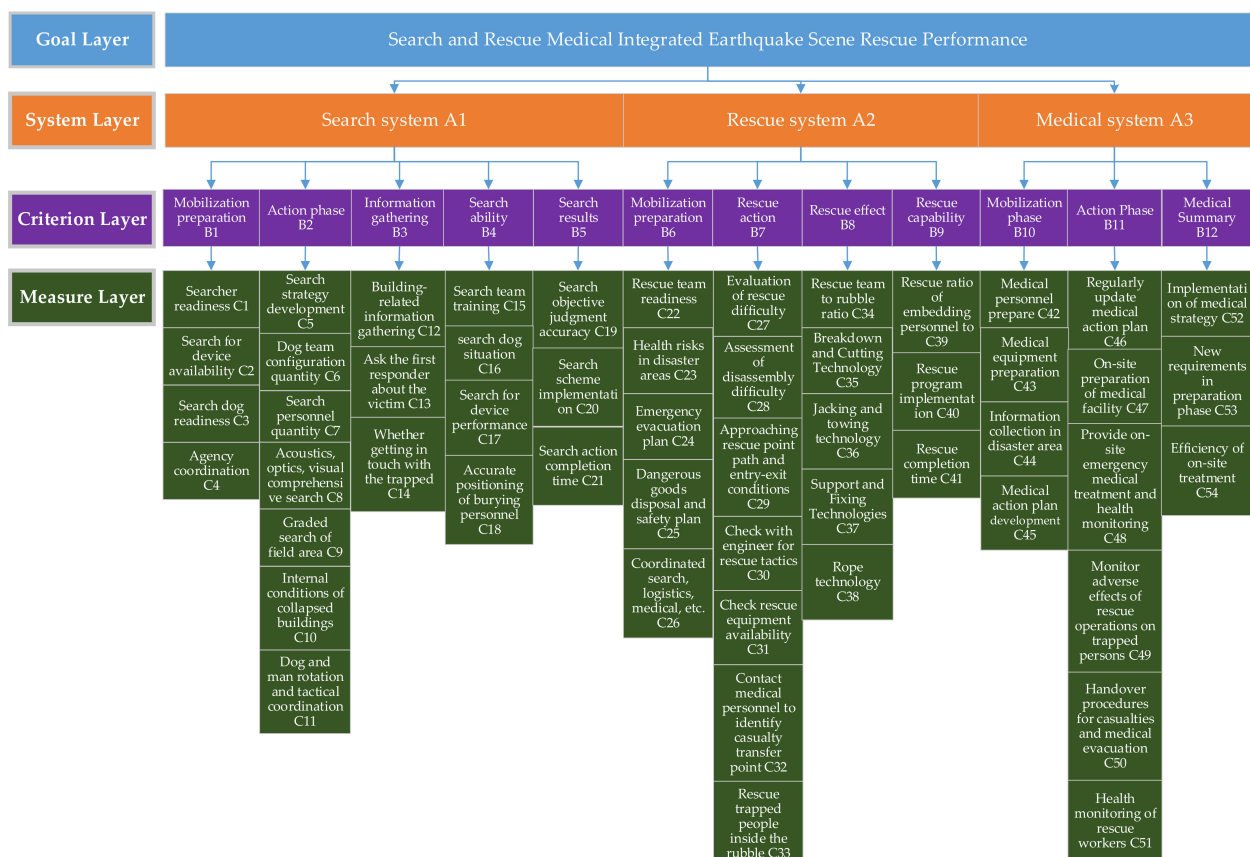 Goal Layer
Search and Rescue Medical Integrated Earthquake Scene Rescue Performance
System Layer
Search system A1
Rescue system A2
Medical system A3
Criterion Layer
Mobilization
preparation
B1
Action phase
B2
Information
gathering
B3
Search
ability
B4
Search
results
B5
Mobilization
preparation
B6
Rescue
action
B7
Rescue effect
B8
Rescue
capability
B9
Mobilization
phase
B10
Action Phase
B11
Medical
Summary
B12
Measure Layer
Searcher
readiness C1
Search for
device
availability C2
Search dog
readiness C3
Agency
coordination
C4
Search
strategy
development
C5
Dog team
configuration
quantity C6
Search
personnel
quantity C7
Acoustics,
optics, visual
comprehensi
ve search C8
Graded
search of
field area C9
Internal
conditions of
collapsed
buildings
C10
Dog and
man rotation
and tactical
coordination
C11
Building-
related
information
gathering C12
Ask the first
responder
about the
victim C13
Whether
getting in
touch with
the trapped
C14
Search team
training C15
search dog
situation
C16
Search for
device
performance
C17
Accurate
positioning
of burying
personnel
C18
Search
objective
judgment
accuracy C19
Search
scheme
implementati
on C20
Search action
completion
time C21
Rescue team
readiness
C22
Health risks
in disaster
areas C23
Emergency
evacuation
plan C24
Dangerous
goods
disposal and
safety plan
C25
Coordinated
search,
logistics,
medical, etc.
C26
Evaluation
of rescue
difficulty
C27
Assessment
of
disassembly
difficulty
C28
Approaching
rescue point
path and
entry-exit
conditions
C29
Check with
engineer for
rescue tactics
C30
Check rescue
equipment
availability
C31
Contact
medical
personnel to
identify
casualty
transfer
point C32
Rescue
trapped
people
inside the
rubble C33
Rescue team
to rubble
ratio C34
Breakdown
and Cutting
Technology
C35
Jacking and
towing
technology
C36
Support and
Fixing
Technologies
C37
Rope
technology
C38
Rescue ratio
of
embedding
personnel to
C39
Rescue
program
implementat
ion C40
Rescue
completion
time C41
Medical
personnel
prepare C42
Medical
equipment
preparation
C43
Information
collection in
disaster area
C44
Medical
action plan
development
C45
Regularly
update
medical
action plan
C46
On-site
preparation
of medical
facility C47
Provide on-
site
emergency
medical
treatment and
health
monitoring
C48
Monitor
adverse
effects of
rescue
operations on
trapped
persons C49
Handover
procedures
for casualties
and medical
evacuation
C50
Health
monitoring of
rescue
workers C51
Implementati
on of medical
strategy C52
New
requirements
in
preparation
phase C53
Efficiency of
on-site
treatment
C54